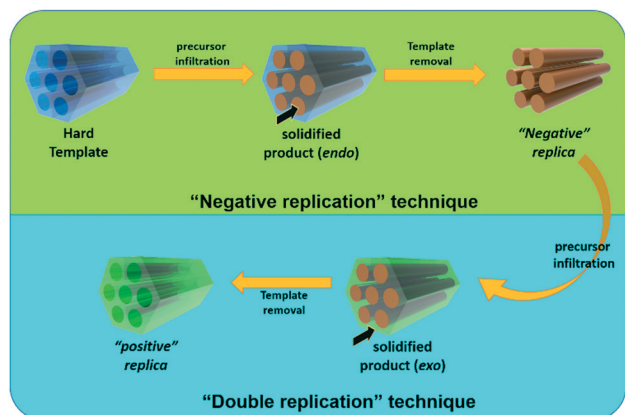 precursor
infiltration
Template
removal
Hard
Template
solidified
product (endo)
"Negative"
replica
"Negative replication" technique
precursor
infiltration
Template
removal
"positive"
replica
solidified
product (exo)
"Double replication" technique